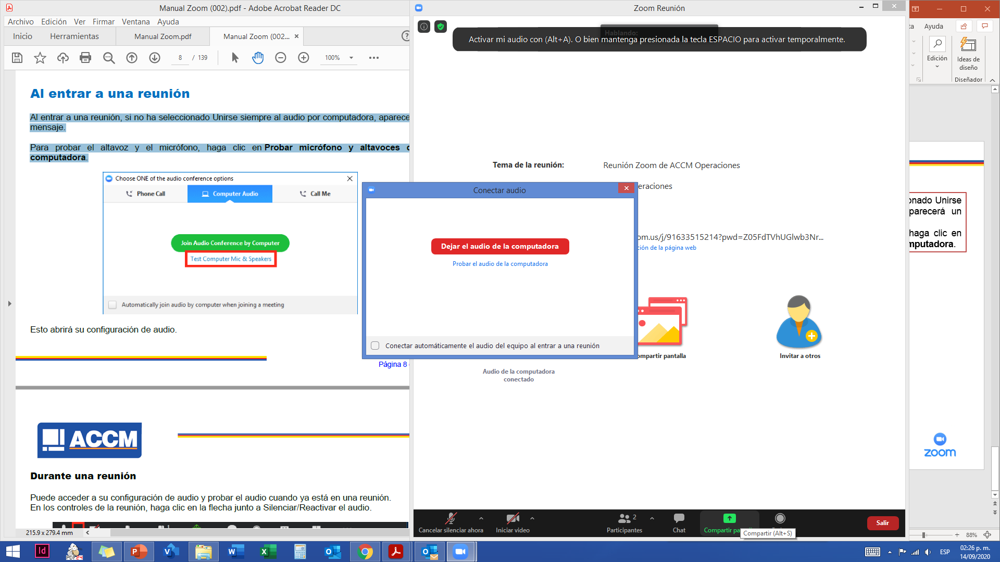 Manual Zoom (002).pdf - Adobe Acrobat Reader DC
Archivo Edición Ver Firmar Ventana Ayuda
Inicio Herramientas Manual Zoom.pdf Manual Zoom (002... ×
8 / 139 100%
Al entrar a una reunión
Al entrar a una reunión, si no ha seleccionado Unirse siempre al audio por computadora, aparece
mensaje.
Para probar el altavoz y el micrófono, haga clic en Probar micrófono y altavoces
computadora.
Choose ONE of the audio conference options
Phone Call Computer Audio Call Me
Join Audio Conference by Computer
Test Computer Mic & Speakers
Automatically join audio by computer when joining a meeting
Esto abrirá su configuración de audio.
Página 8
ACCM
Durante una reunión
Puede acceder a su configuración de audio y probar el audio cuando ya está en una reunión.
En los controles de la reunión, haga clic en la flecha junto a Silenciar/Reactivar el audio.
215.9 x 279.4 mm
Zoom Reunión
Hablando:
Activar mi audio con (Alt+A). O bien mantenga presionada la tecla ESPACIO para activar temporalmente.
Tema de la reunión: Reunión Zoom de ACCM Operaciones
eraciones
om.us/j/91633515214?pwd=Z05FdTVhUGlwb3Nr...
ción de la página web
Conectar audio
Dejar el audio de la computadora
Probar el audio de la computadora
Conectar automáticamente el audio del equipo al entrar a una reunión
ompartir pantalla
Invitar a otros
Audio de la computadora
conectado
Cancelar silenciar ahora Iniciar video Participantes 2 Chat Compartir pa
Salir
Compartir (Alt+S)
ta Ayuda
Edición
Ideas de
diseño
Diseñador
onado Unirse
parecerá un
haga clic en
mputadora.
zoom
88%
Id PDF24 P V W X O O
ESP
02:26 p. m.
14/09/2020